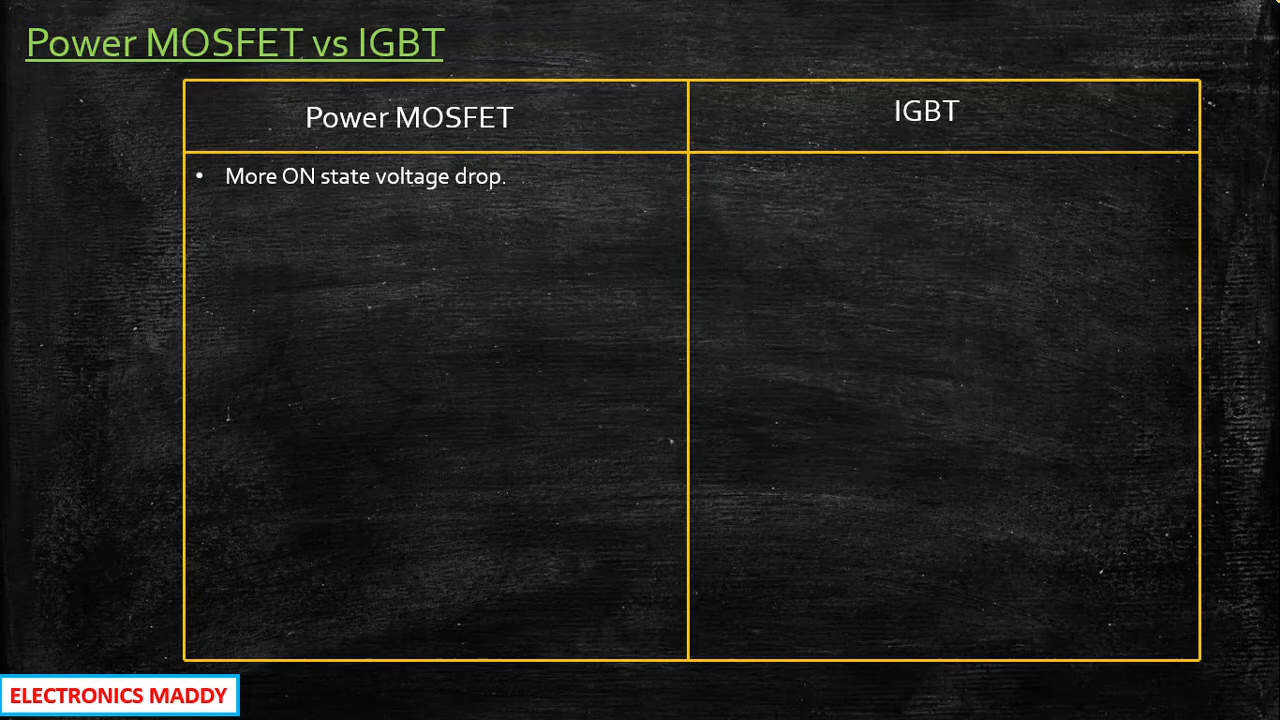 Power MOSFET vs IGBT
Power MOSFET
IGBT
• More ON state voltage drop.
ELECTRONICS MADDY